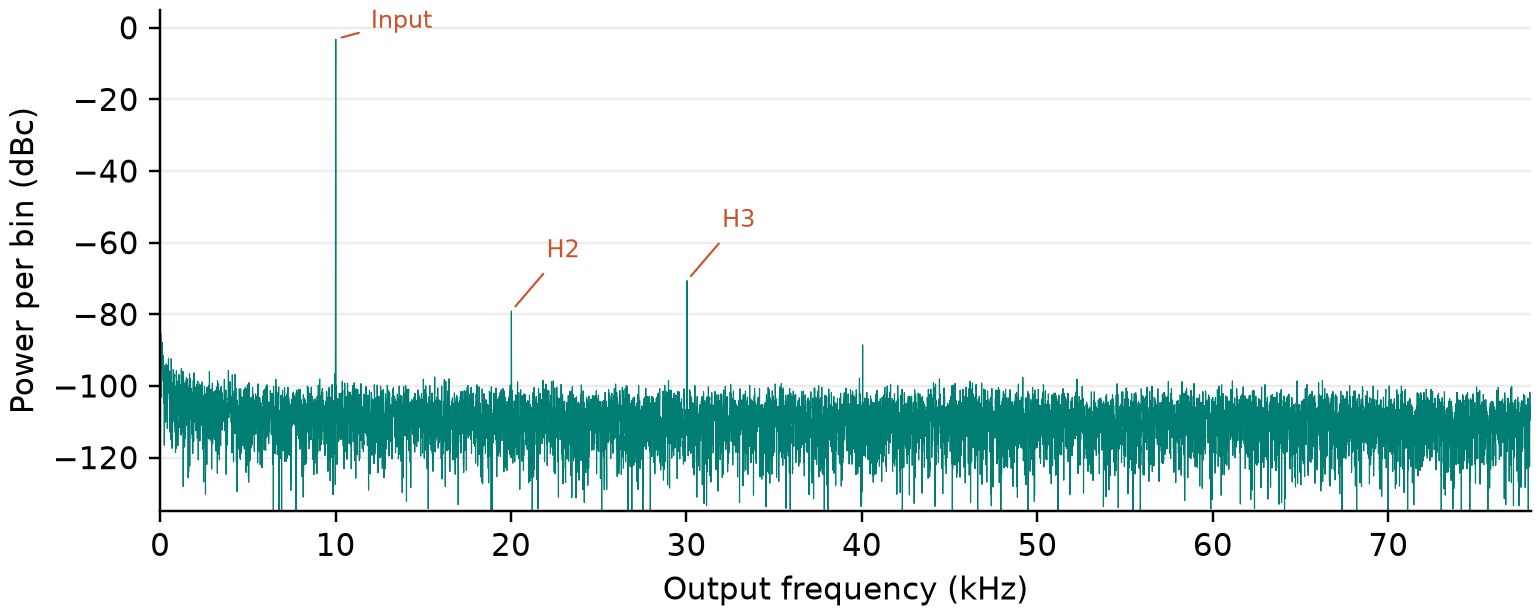 Input
H3
H2
Power per bin (dBc)
0
−20
−40
−60
−80
−100
−120
0 10 20 30 40 50 60 70
Output frequency (kHz)